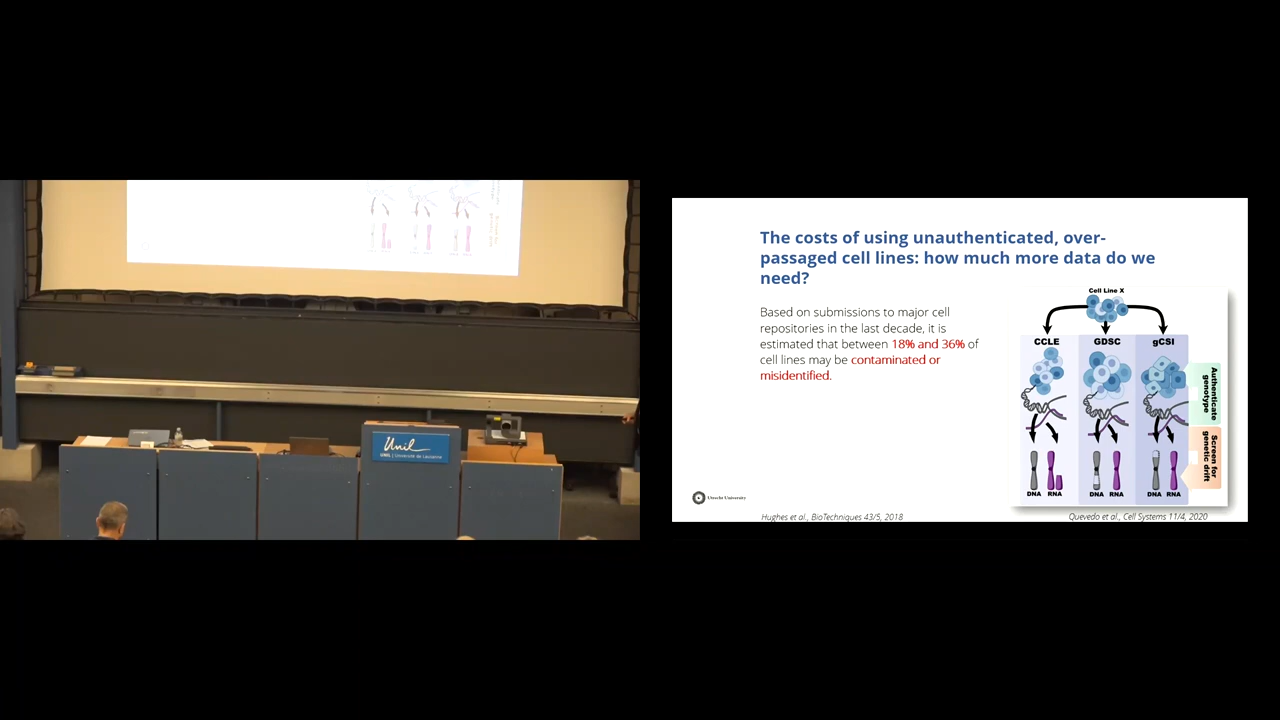 Unil
UNIL | Université de Lausanne
The costs of using unauthenticated, over-
passaged cell lines: how much more data do we
need?
Based on submissions to major cell
repositories in the last decade, it is
estimated that between 18% and 36% of
cell lines may be contaminated or
misidentified.
Cell Line X
CCLE GDSC gCSI
Authenticate
genotype
Screen for
genetic drift
DNA RNA DNA RNA DNA RNA
Utrecht University
Hughes et al., BioTechniques 43/5, 2018
Quevedo et al., Cell Systems 11/4, 2020